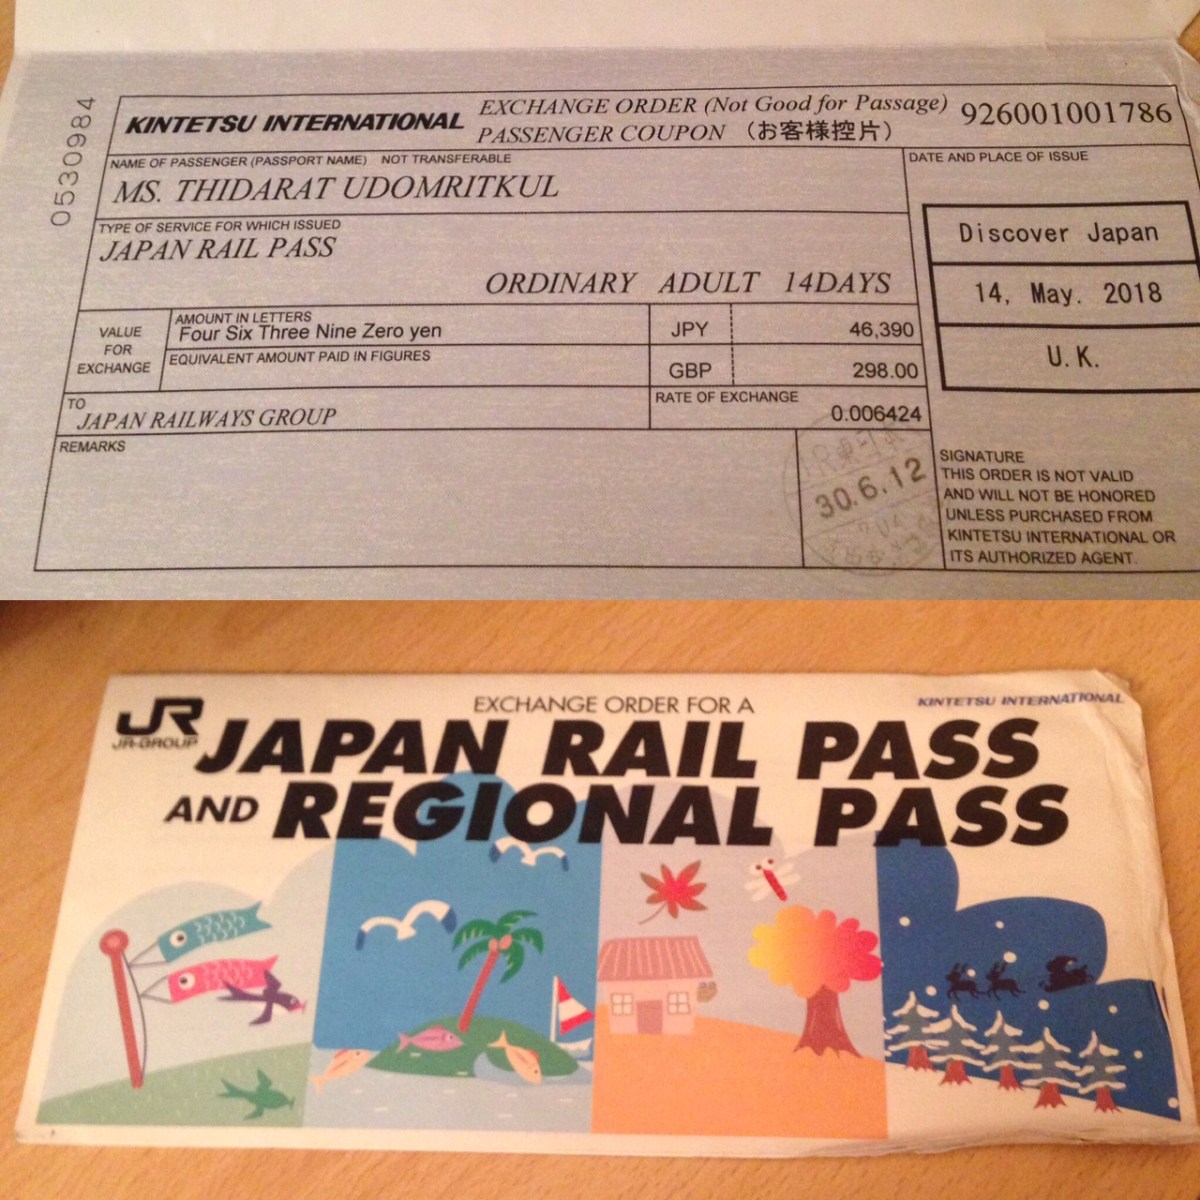 0530984
KINTETSU INTERNATIONAL
EXCHANGE ORDER (Not Good for Passage)
PASSENGER COUPON （お客様控片）
926001001786
NAME OF PASSENGER (PASSPORT NAME) NOT TRANSFERABLE
MS. THIDARAT UDOMRITKUL
DATE AND PLACE OF ISSUE
Discover Japan
14, May. 2018
U.K.
TYPE OF SERVICE FOR WHICH ISSUED
JAPAN RAIL PASS
ORDINARY ADULT 14DAYS
VALUE
FOR
EXCHANGE
AMOUNT IN LETTERS
Four Six Three Nine Zero yen
JPY 46,390
EQUIVALENT AMOUNT PAID IN FIGURES
GBP 298.00
TO
JAPAN RAILWAYS GROUP
RATE OF EXCHANGE
0.006424
REMARKS
30.6.12
SIGNATURE
THIS ORDER IS NOT VALID
AND WILL NOT BE HONORED
UNLESS PURCHASED FROM
KINTETSU INTERNATIONAL OR
ITS AUTHORIZED AGENT.
JR
JR-GROUP
EXCHANGE ORDER FOR A
KINTETSU INTERNATIONAL
JAPAN RAIL PASS
AND REGIONAL PASS